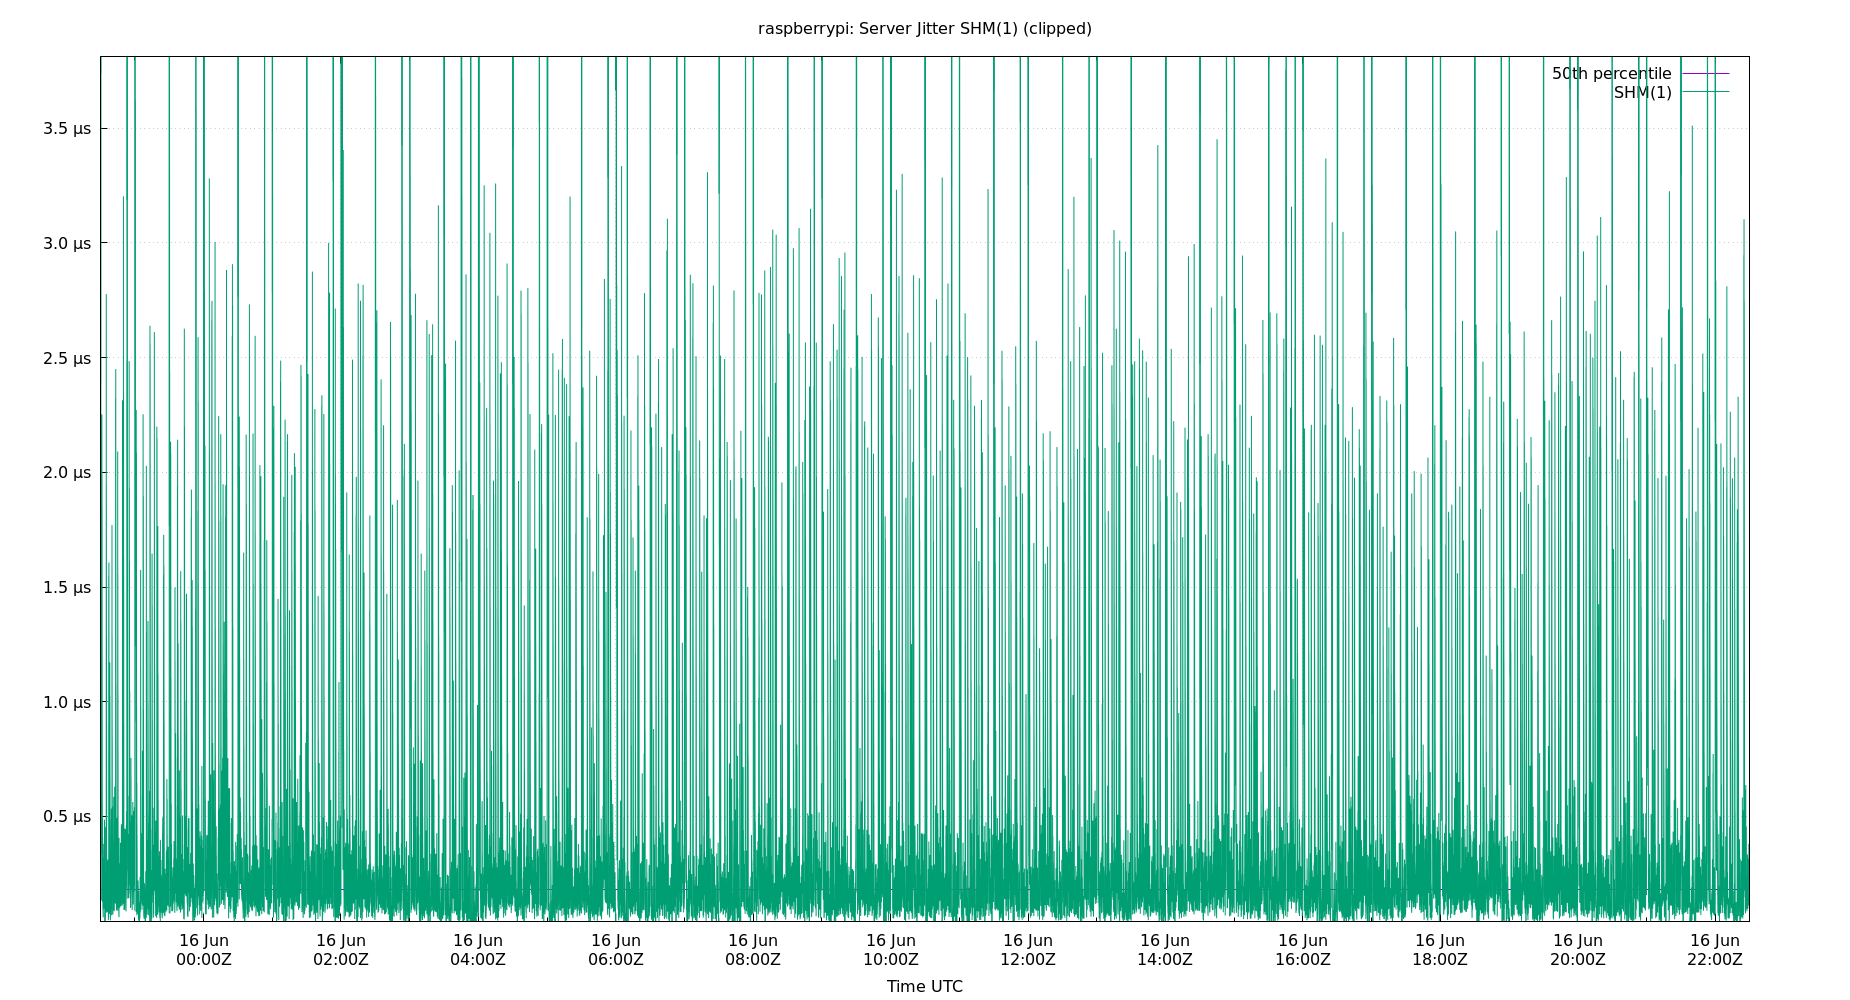 raspberrypi: Server Jitter SHM(1) (clipped)
50th percentile
SHM(1)
3.5 µs
3.0 µs
2.5 µs
2.0 µs
1.5 µs
1.0 µs
0.5 µs
16 Jun 16 Jun 16 Jun 16 Jun 16 Jun 16 Jun 16 Jun 16 Jun 16 Jun 16 Jun 16 Jun 16 Jun
00:00Z 02:00Z 04:00Z 06:00Z 08:00Z 10:00Z 12:00Z 14:00Z 16:00Z 18:00Z 20:00Z 22:00Z
Time UTC